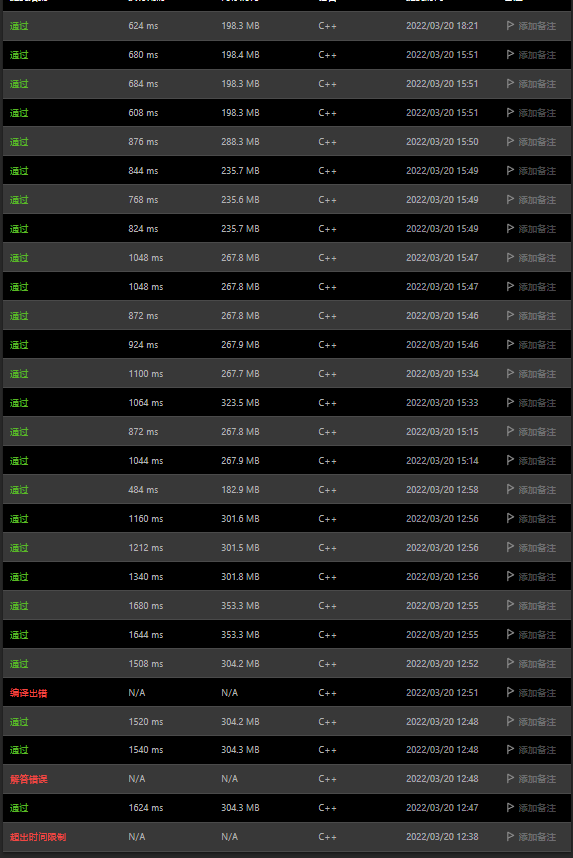 通过 624 ms 198.3 MB C++ 2022/03/20 18:21 添加备注
通过 680 ms 198.4 MB C++ 2022/03/20 15:51 添加备注
通过 684 ms 198.3 MB C++ 2022/03/20 15:51 添加备注
通过 608 ms 198.3 MB C++ 2022/03/20 15:51 添加备注
通过 876 ms 288.3 MB C++ 2022/03/20 15:50 添加备注
通过 844 ms 235.7 MB C++ 2022/03/20 15:49 添加备注
通过 768 ms 235.6 MB C++ 2022/03/20 15:49 添加备注
通过 824 ms 235.7 MB C++ 2022/03/20 15:49 添加备注
通过 1048 ms 267.8 MB C++ 2022/03/20 15:47 添加备注
通过 1048 ms 267.8 MB C++ 2022/03/20 15:47 添加备注
通过 872 ms 267.8 MB C++ 2022/03/20 15:46 添加备注
通过 924 ms 267.9 MB C++ 2022/03/20 15:46 添加备注
通过 1100 ms 267.7 MB C++ 2022/03/20 15:34 添加备注
通过 1064 ms 323.5 MB C++ 2022/03/20 15:33 添加备注
通过 872 ms 267.8 MB C++ 2022/03/20 15:15 添加备注
通过 1044 ms 267.9 MB C++ 2022/03/20 15:14 添加备注
通过 484 ms 182.9 MB C++ 2022/03/20 12:58 添加备注
通过 1160 ms 301.6 MB C++ 2022/03/20 12:56 添加备注
通过 1212 ms 301.5 MB C++ 2022/03/20 12:56 添加备注
通过 1340 ms 301.8 MB C++ 2022/03/20 12:56 添加备注
通过 1680 ms 353.3 MB C++ 2022/03/20 12:55 添加备注
通过 1644 ms 353.3 MB C++ 2022/03/20 12:55 添加备注
通过 1508 ms 304.2 MB C++ 2022/03/20 12:52 添加备注
编译出错 N/A N/A C++ 2022/03/20 12:51 添加备注
通过 1520 ms 304.2 MB C++ 2022/03/20 12:48 添加备注
通过 1540 ms 304.3 MB C++ 2022/03/20 12:48 添加备注
解答错误 N/A N/A C++ 2022/03/20 12:48 添加备注
通过 1624 ms 304.3 MB C++ 2022/03/20 12:47 添加备注
超出时间限制 N/A N/A C++ 2022/03/20 12:38 添加备注